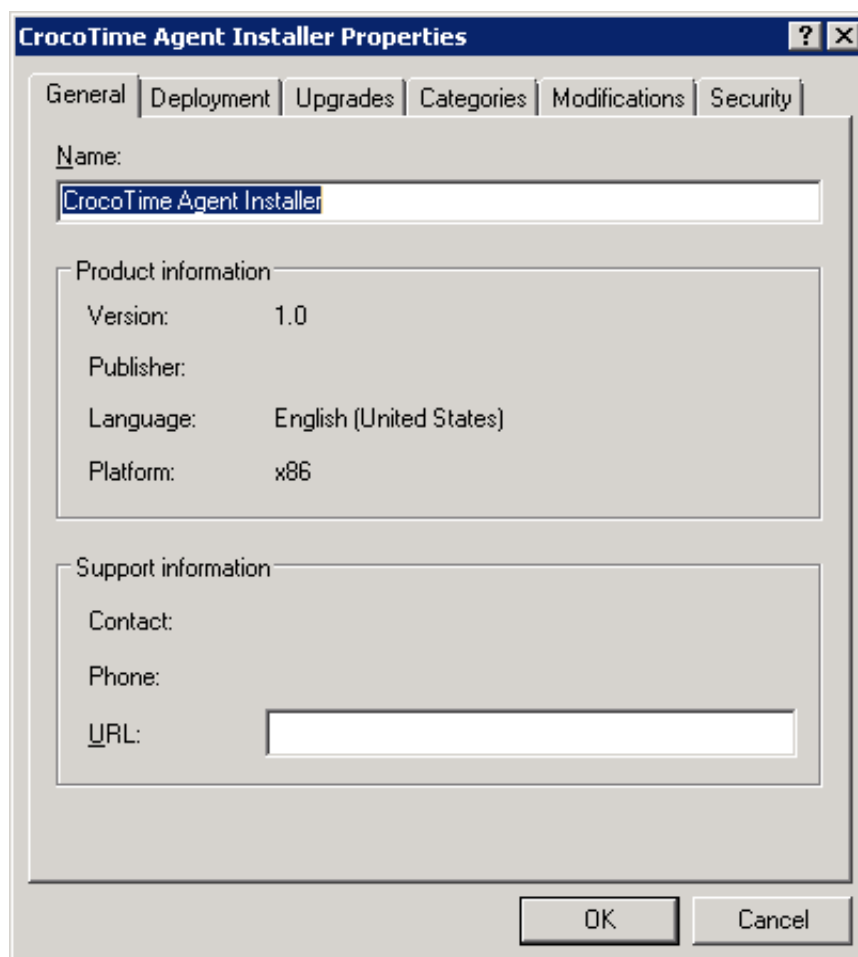 CrocoTime Agent Installer Properties
General Deployment Upgrades Categories Modifications Security
Name:
CrocoTime Agent Installer
Product information
Version: 1.0
Publisher:
Language: English (United States)
Platform: x86
Support information
Contact:
Phone:
URL:
OK Cancel